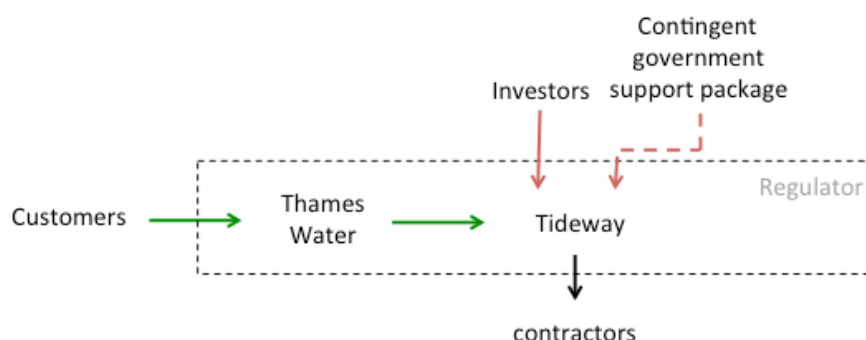 Contingent
government
support package
Investors
Regulator
Customers
Thames
Water
Tideway
contractors